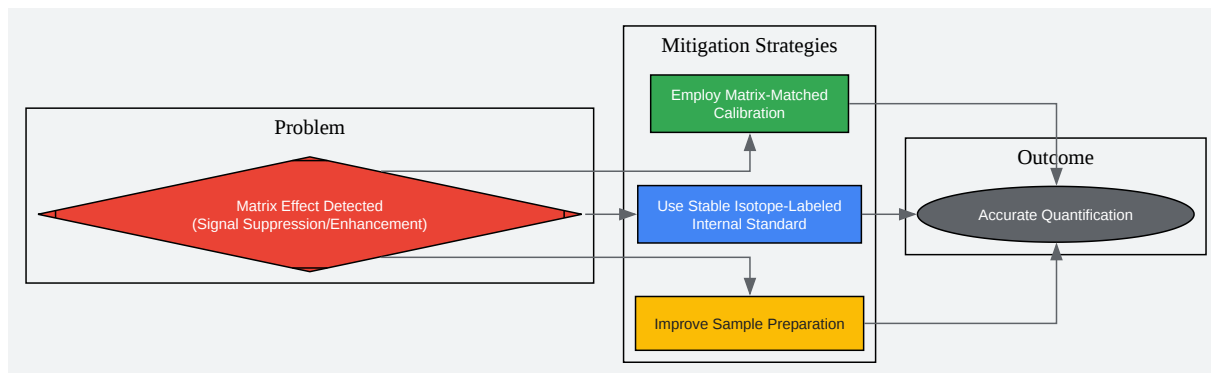 Problem
Matrix Effect Detected
(Signal Suppression/Enhancement)
Mitigation Strategies
Employ Matrix-Matched
Calibration
Use Stable Isotope-Labeled
Internal Standard
Improve Sample Preparation
Outcome
Accurate Quantification